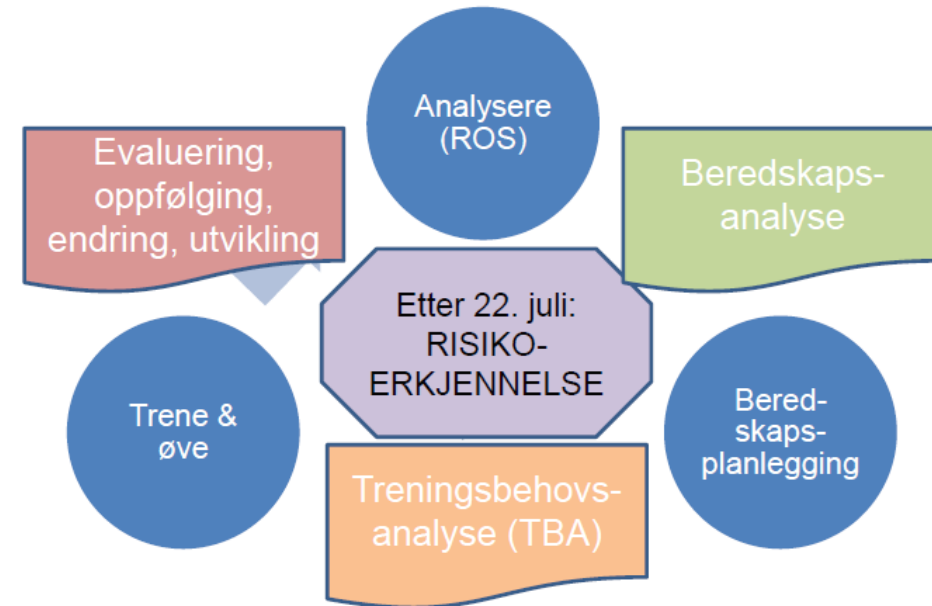 Analysere
(ROS)
Evaluering,
oppfølging,
endring, utvikling
Beredskaps-
analyse
Etter 22. juli:
RISIKO-
ERKJENNELSE
Trene &
øve
Bered-
skaps-
planlegging
Treningsbehovs-
analyse (TBA)